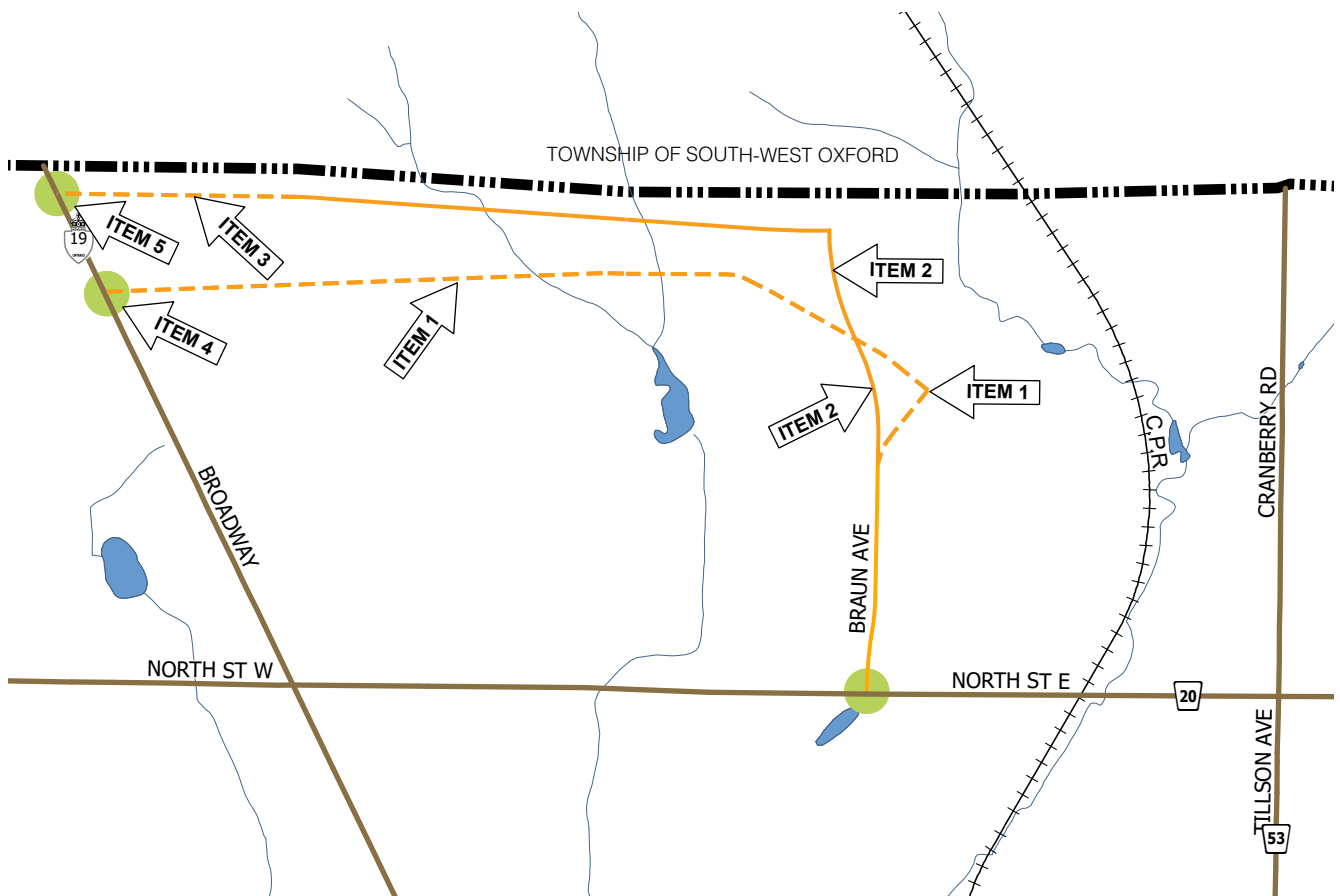 TOWNSHIP OF SOUTH-WEST OXFORD
19
ONTARIO
ITEM 5
ITEM 3
ITEM 2
ITEM 1
ITEM 4
ITEM 2
ITEM 1
C.P.R
CRANBERRY RD
BROADWAY
BRAUN AVE
NORTH ST W
NORTH ST E
20
TILLSON AVE
53